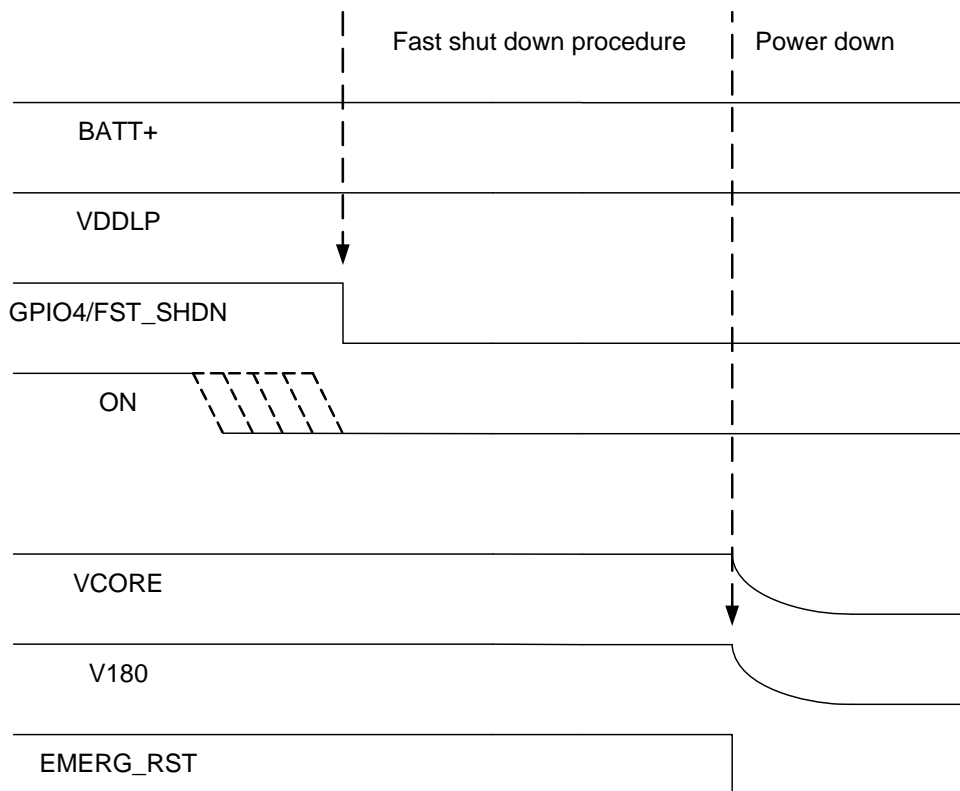 Fast shut down procedure
Power down
BATT+
VDDLP
GPIO4/FST_SHDN
ON
VCORE
V180
EMERG_RST